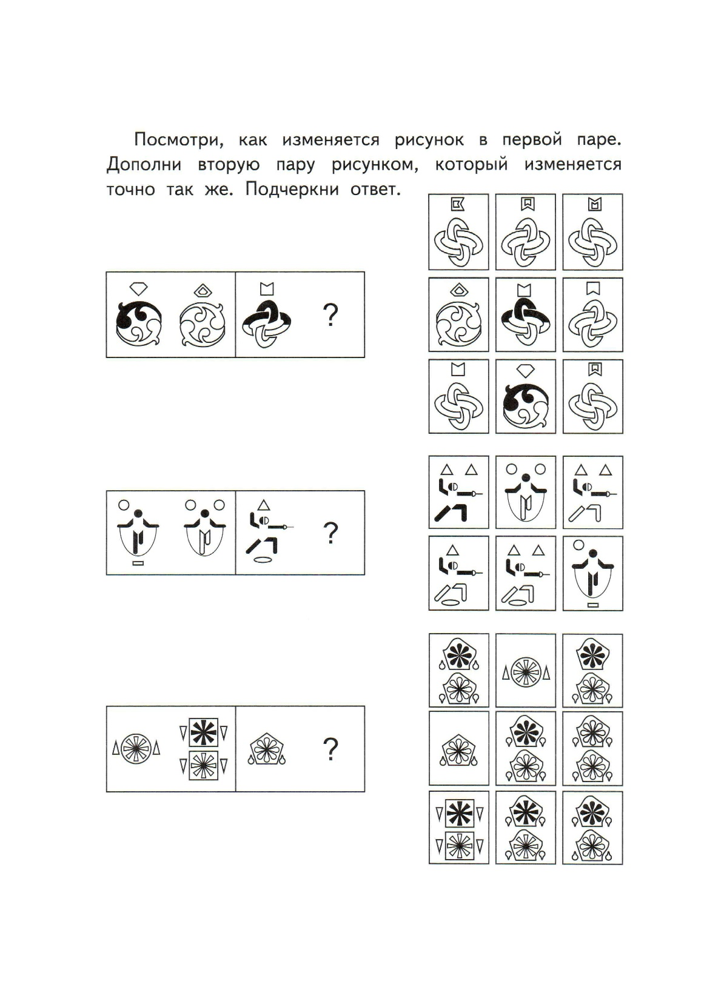 Посмотри, как изменяется рисунок в первой паре.
Дополни вторую пару рисунком, который изменяется
точно так же. Подчеркни ответ.
?
?
?